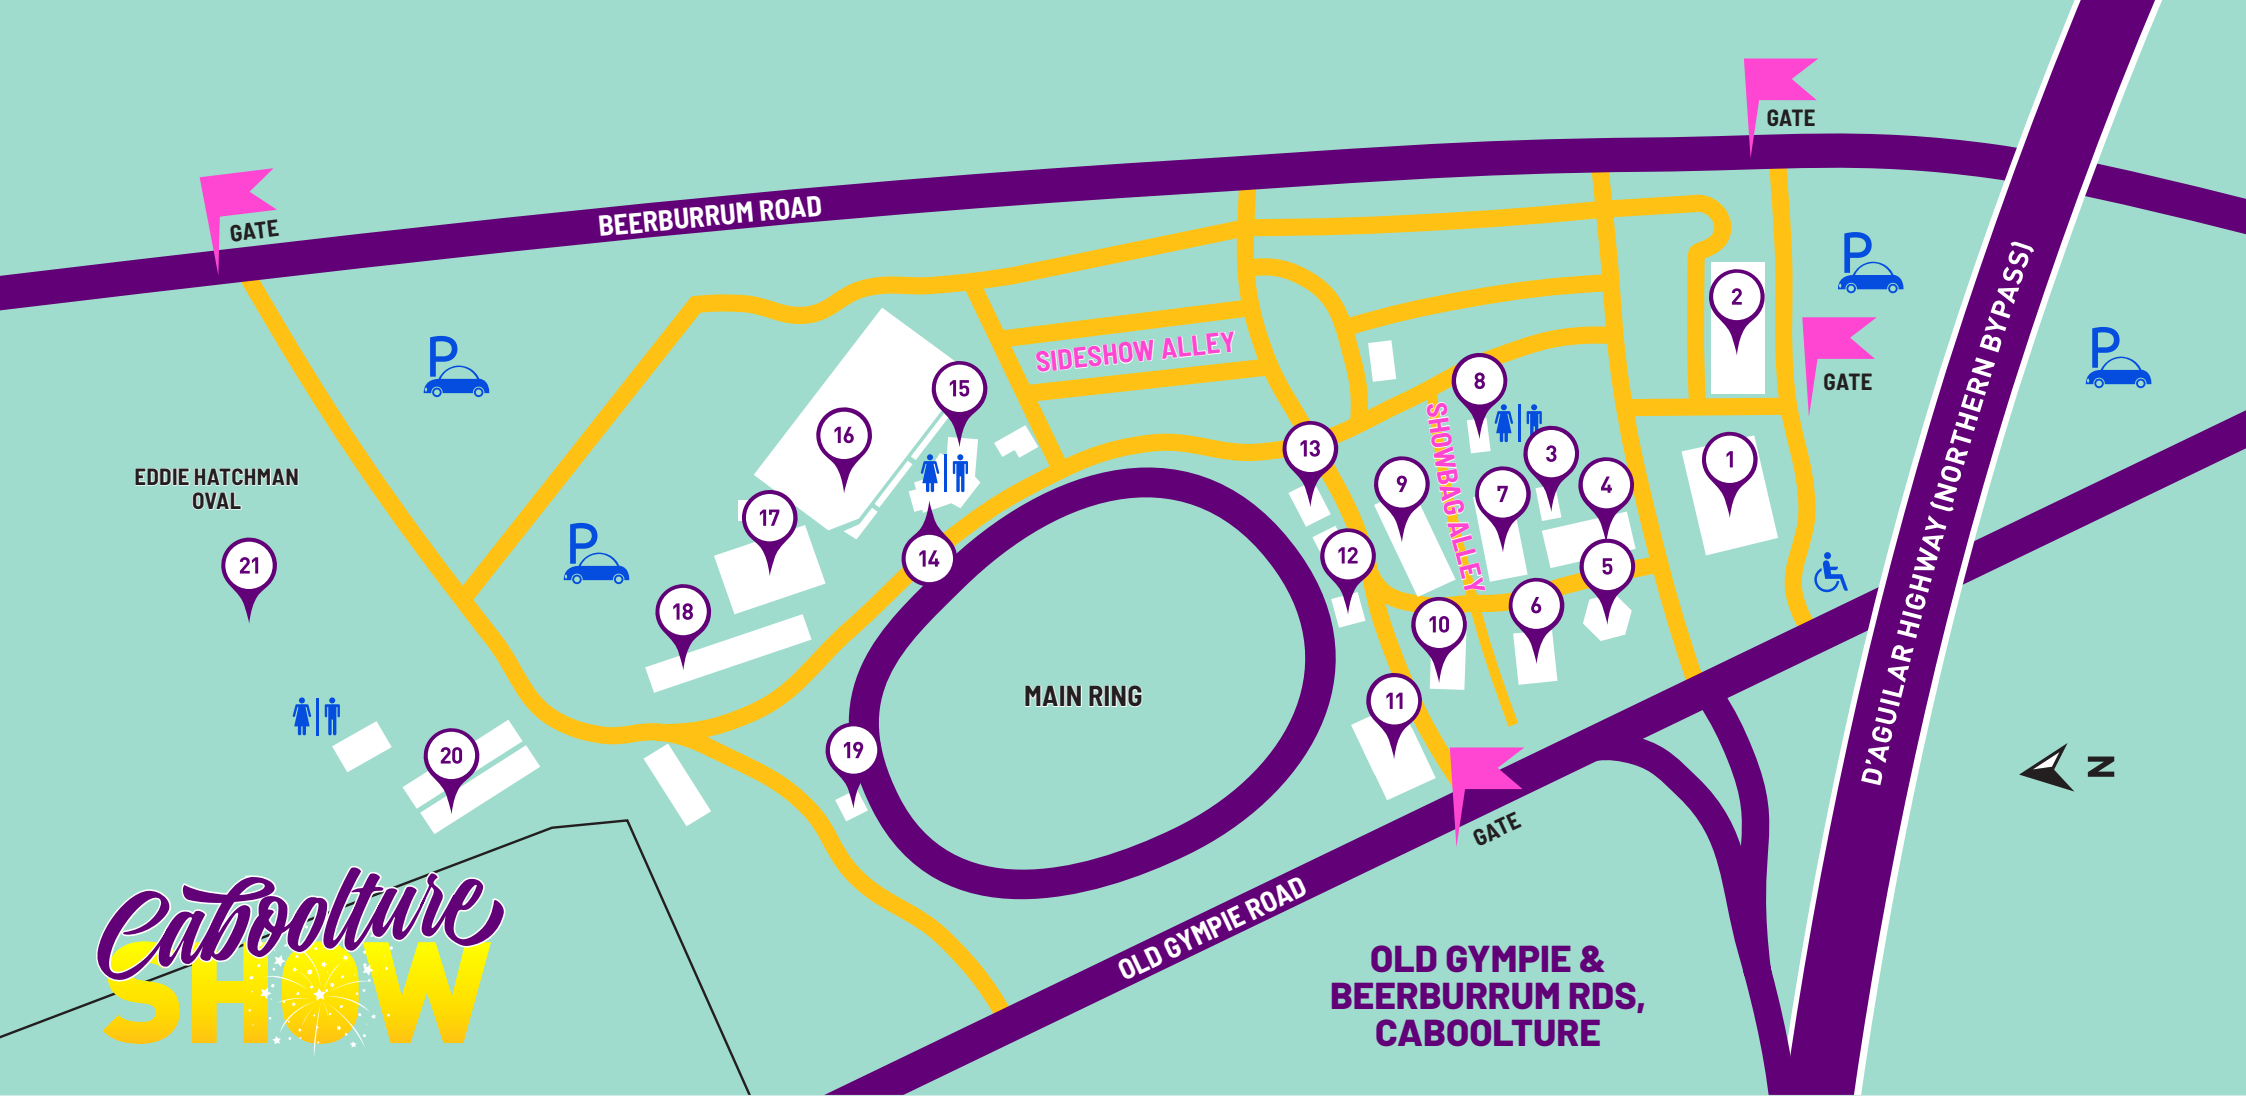 GATE
GATE
BEERBURRUM ROAD
P
2
D'AGUILAR HIGHWAY (NORTHERN BYPASS)
P
P
SIDESHOW ALLEY
GATE
8
15
SHOWBAG ALLEY
16
13
3
1
EDDIE HATCHMAN
OVAL
9
7
4
17
P
21
14
12
5
18
6
10
MAIN RING
11
19
20
N
GATE
OLD GYMPIE ROAD
Caboolture
SHOW
OLD GYMPIE &
BEERBURRUM RDS,
CABOOLTURE